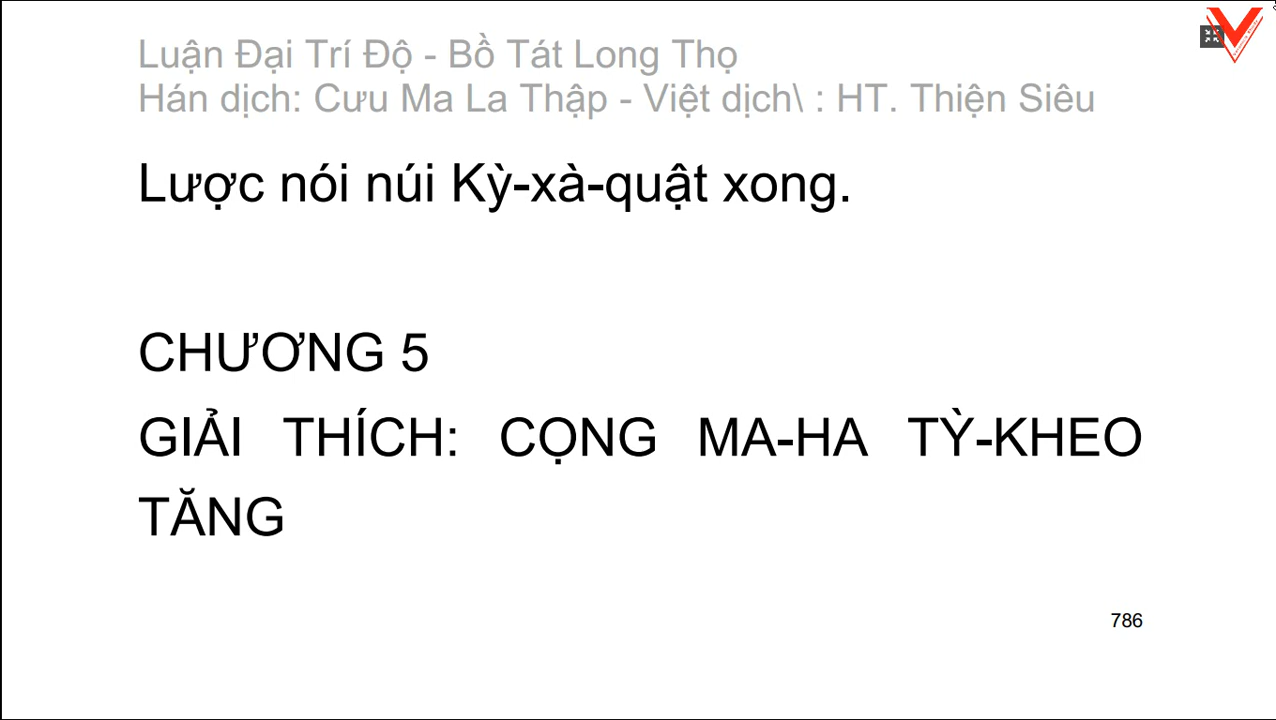 Luận Đại Trí Độ - Bồ Tát Long Thọ
Hán dịch: Cưu Ma La Thập - Việt dịch\ : HT. Thiện Siêu
Lược nói núi Kỳ-xà-quật xong.
CHƯƠNG 5
GIẢI THÍCH: CỌNG MA-HA TỲ-KHEO
TĂNG
786